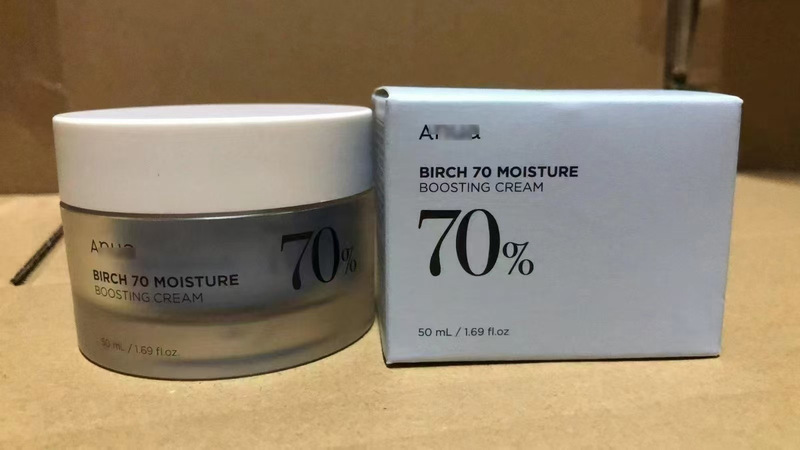 BIRCH 70 MOISTURE
BOOSTING CREAM
70%
50 mL / 1.69 fl.oz.
BIRCH 70 MOISTURE
BOOSTING CREAM
70%
50 mL / 1.69 fl.oz